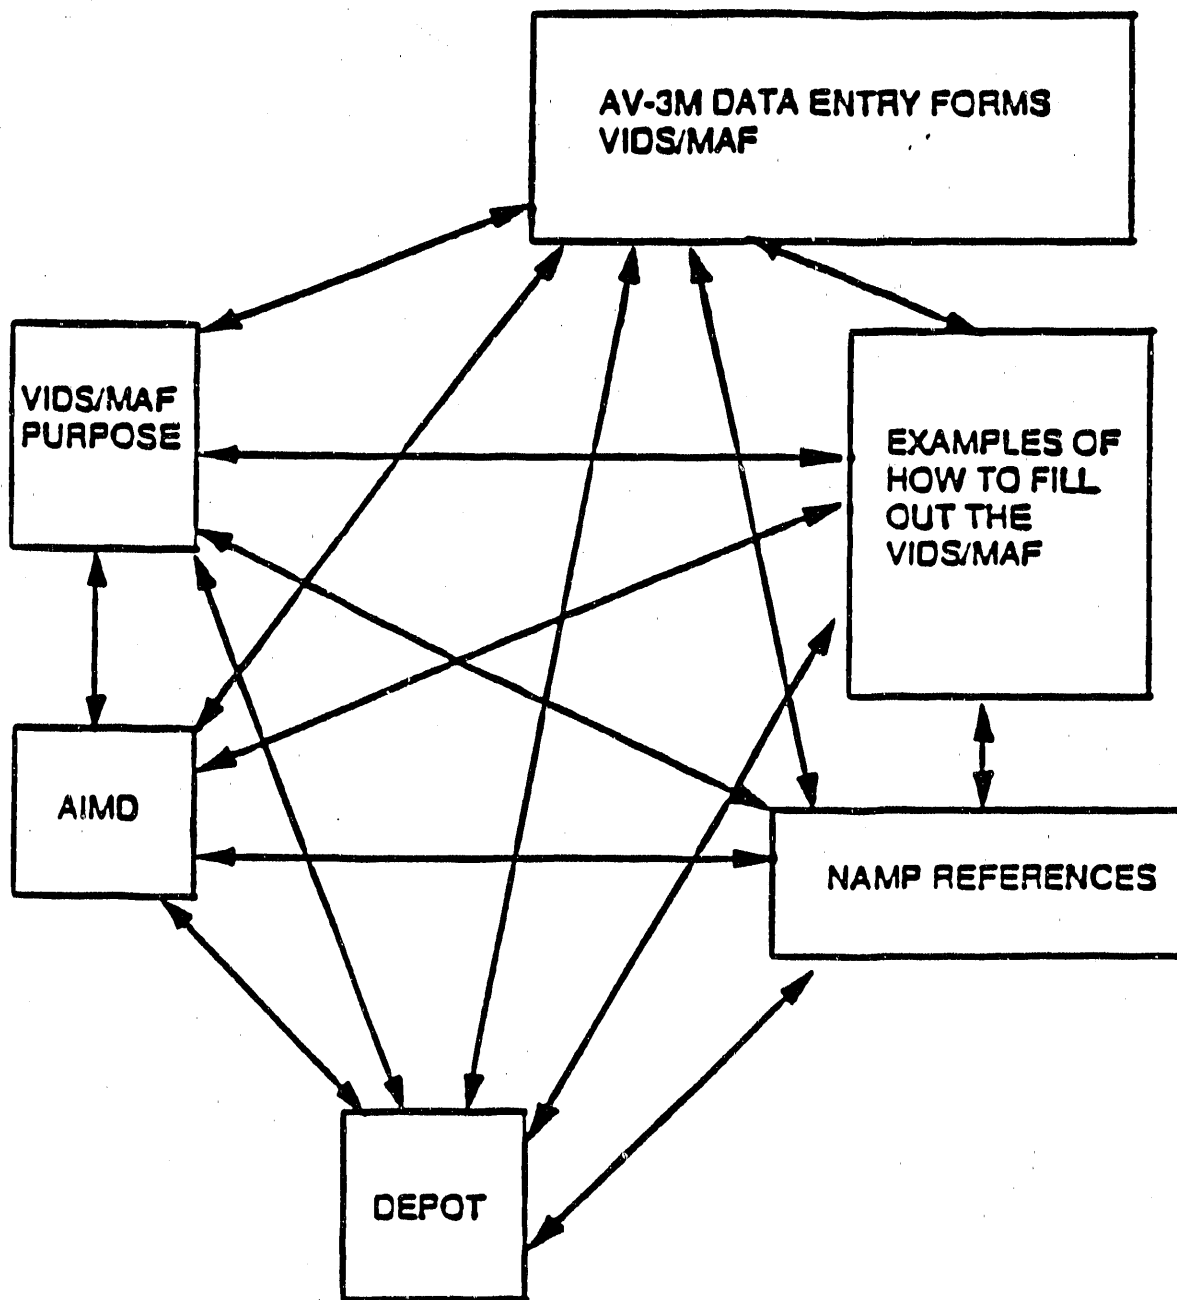 AV-3M DATA ENTRY FORMS
VIDS/MAF
VIDS/MAF
PURPOSE
EXAMPLES OF
HOW TO FILL
OUT THE
VIDS/MAF
AIMD
NAMP REFERENCES
DEPOT